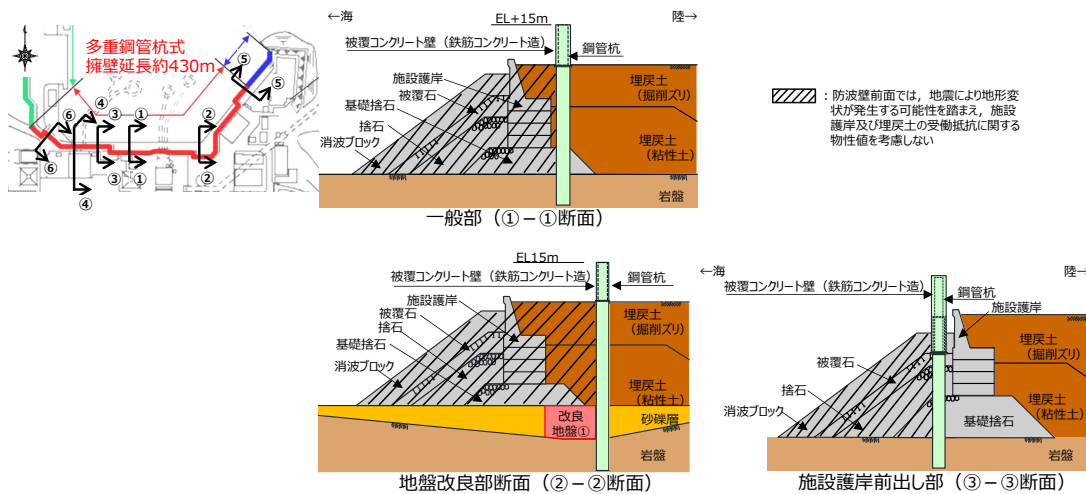 多重鋼管杭式
擁壁延長約430m
⑤
⑤
④
⑥
③
①
②
⑥
③
①
②
④
←海
陸→
EL+15m
被覆コンクリート壁（鉄筋コンクリート造）
鋼管杭
施設護岸
被覆石
基礎捨石
捨石
消波ブロック
埋戻土
（掘削ズリ）
埋戻土
（粘性土）
岩盤
一般部（①－①断面）
：防波壁前面では，地震により地形変
状が発生する可能性を踏まえ，施設
護岸及び埋戻土の受働抵抗に関する
物性値を考慮しない
EL15m
被覆コンクリート壁（鉄筋コンクリート造）
鋼管杭
施設護岸
被覆石
捨石
基礎捨石
消波ブロック
埋戻土
（掘削ズリ）
埋戻土
（粘性土）
改良
地盤①
砂礫層
岩盤
地盤改良部断面（②－②断面）
←海
陸→
被覆コンクリート壁（鉄筋コンクリート造）
鋼管杭
施設護岸
被覆石
捨石
消波ブロック
埋戻土
（掘削ズリ）
埋戻土
（粘性土）
基礎捨石
岩盤
施設護岸前出し部（③－③断面）